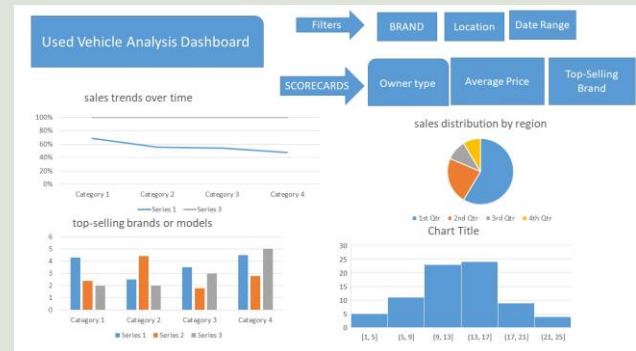 Used Vehicle Analysis Dashboard
Filters
BRAND
Location
Date Range
SCORECARDS
Owner type
Average Price
Top-Selling
Brand
sales trends over time
100%
80%
60%
40%
20%
0%
Category 1 Category 2 Category 3 Category 4
Series 1 Series 3
sales distribution by region
1st Qtr 2nd Qtr 3rd Qtr 4th Qtr
top-selling brands or models
6
5
4
3
2
1
0
Category 1 Category 2 Category 3 Category 4
Series 1 Series 2 Series 3
Chart Title
30
25
20
15
10
5
0
[1, 5] (5, 9] (9, 13] (13, 17] (17, 21] (21, 25]